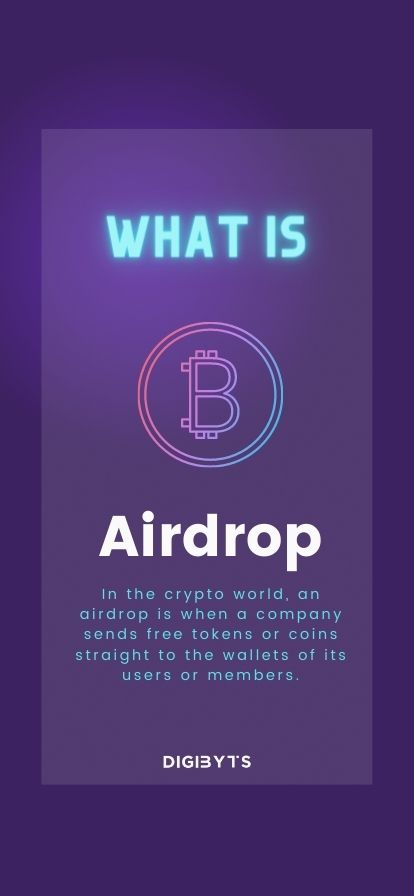 WHAT IS
Airdrop
In the crypto world, an
airdrop is when a company
sends free tokens or coins
straight to the wallets of its
users or members.
DIGIBYTS